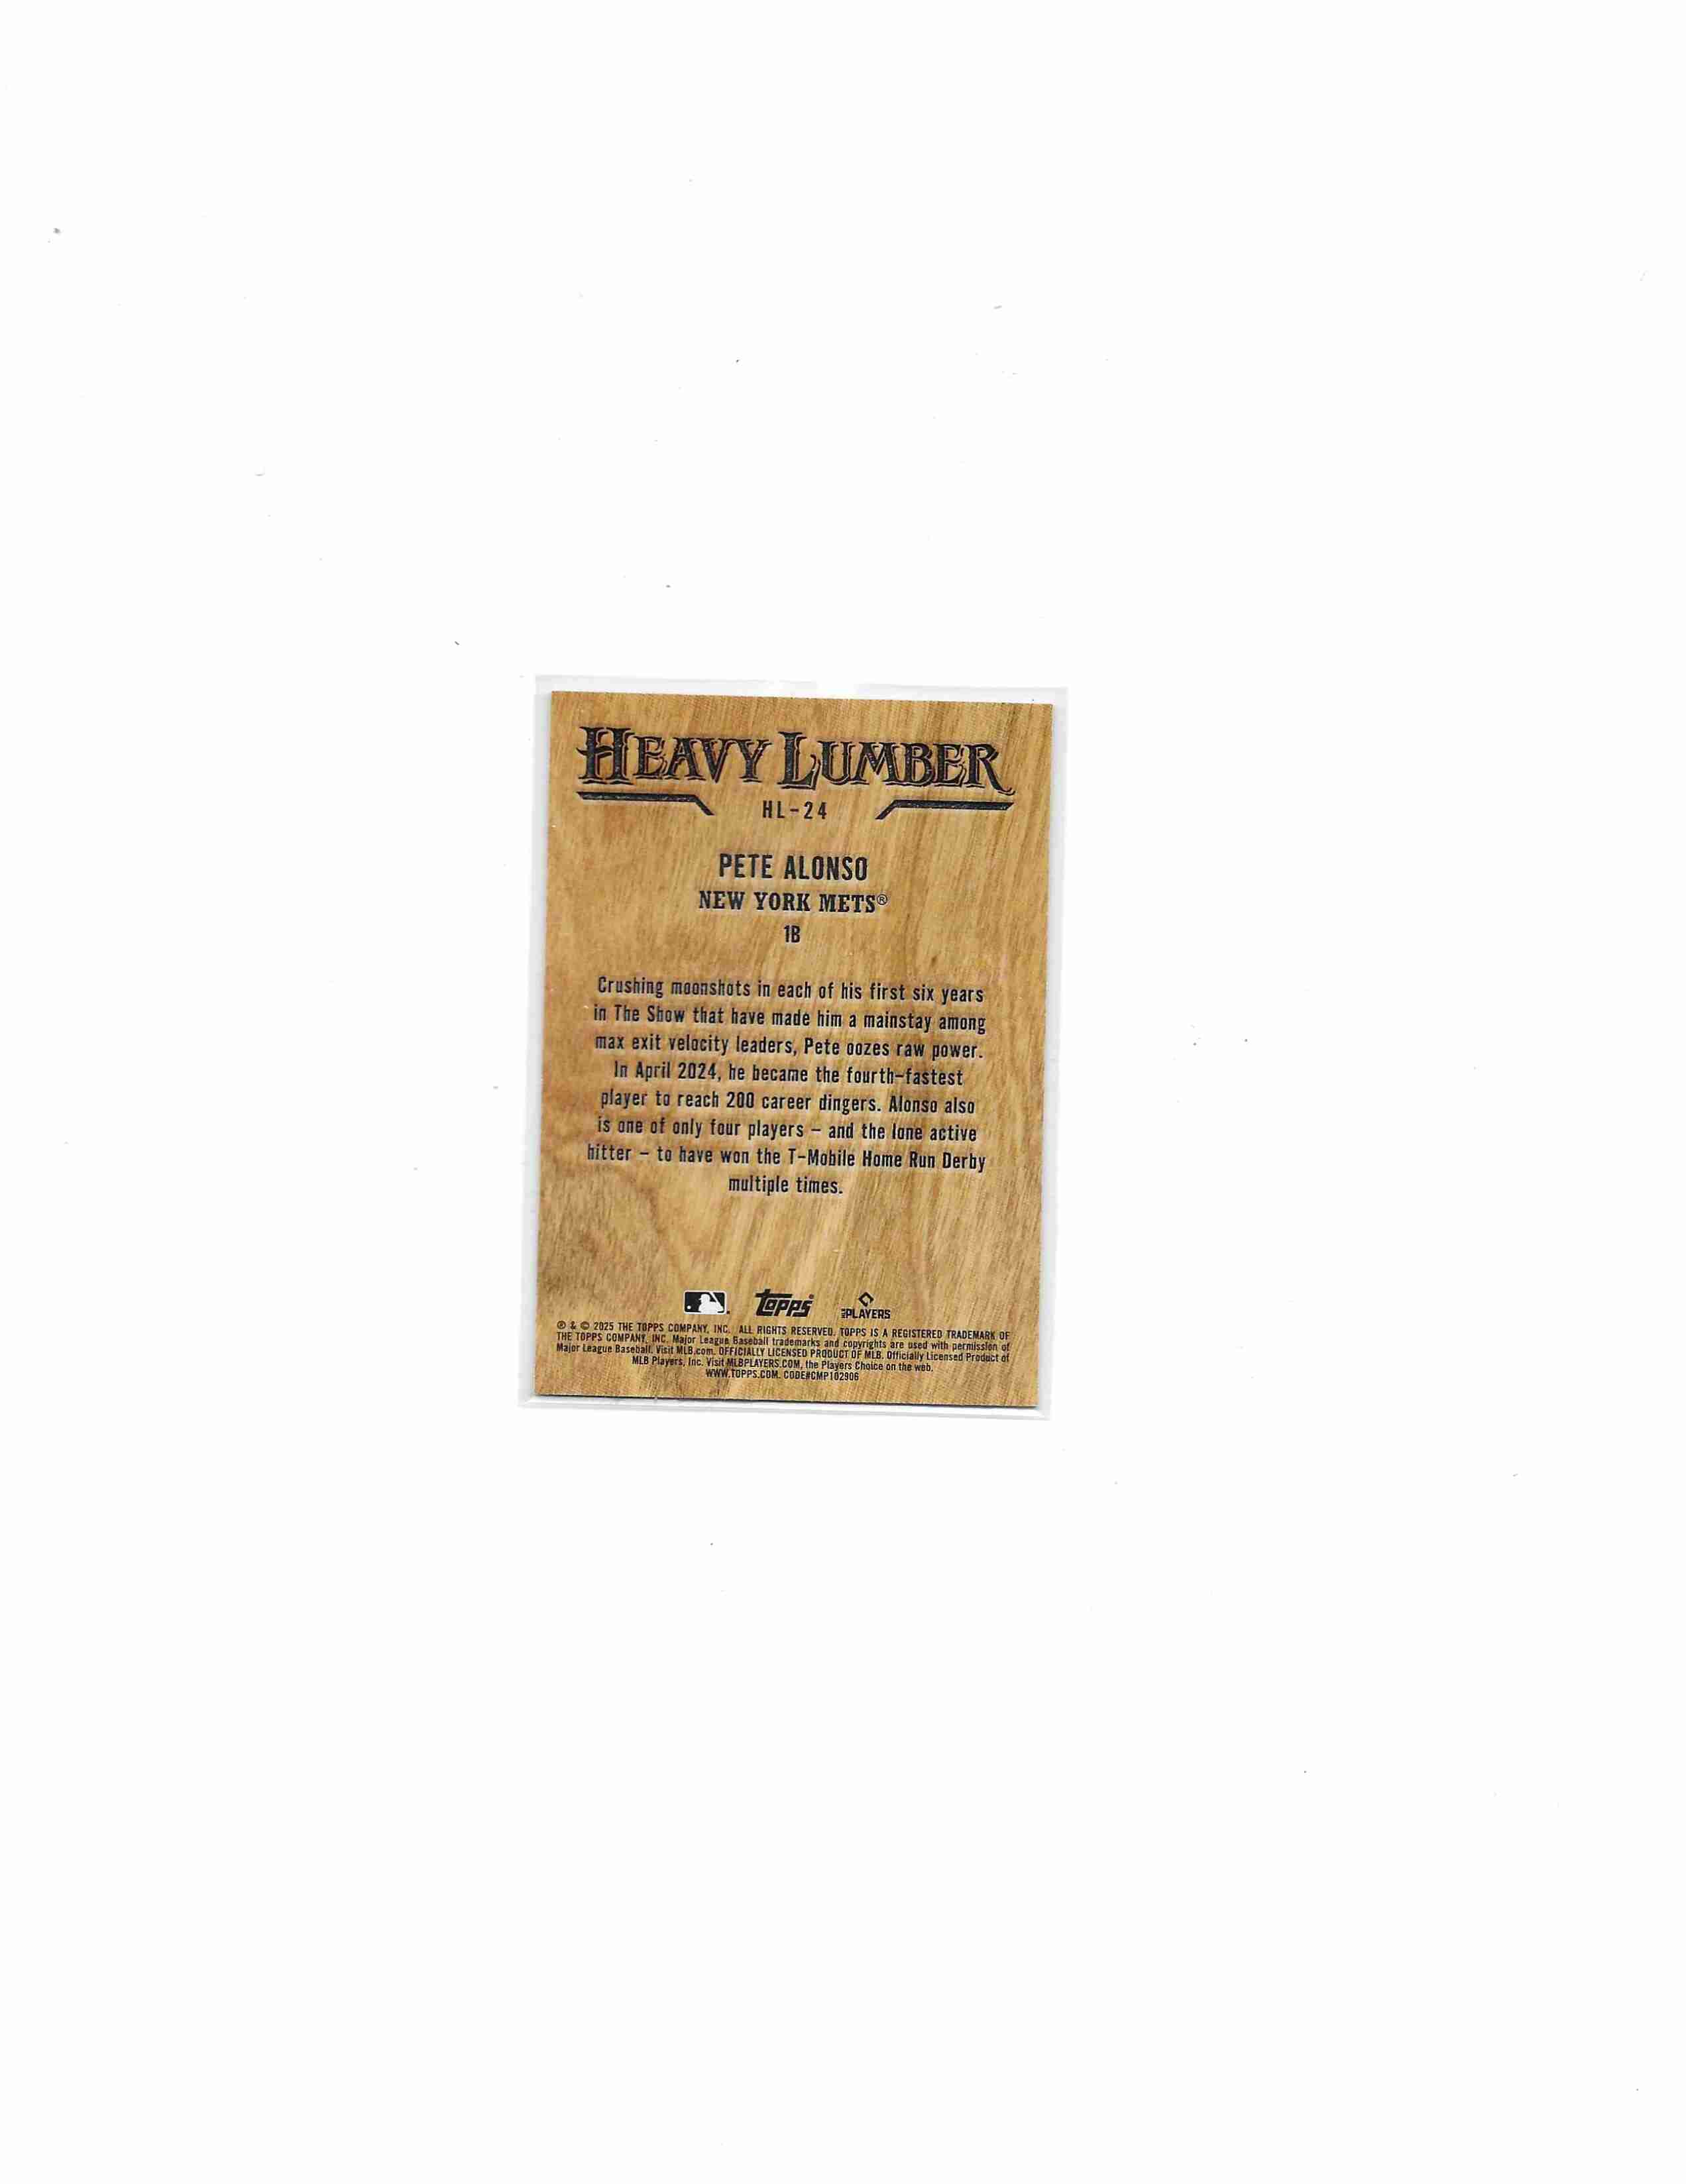 HEAVY LUMBER
HL-24
PETE ALONSO
NEW YORK METS®
1B
Crushing moonshots in each of his first six years
in The Show that have made him a mainstay among
max exit velocity leaders, Pete oozes raw power.
In April 2024, he became the fourth-fastest
player to reach 200 career dingers. Alonso also
is one of only four players – and the lone active
hitter – to have won the T-Mobile Home Run Derby
multiple times.
topps PLAYERS
® & © 2025 THE TOPPS COMPANY, INC. ALL RIGHTS RESERVED. TOPPS IS A REGISTERED TRADEMARK OF
THE TOPPS COMPANY, INC. Major League Baseball trademarks and copyrights are used with permission of
Major League Baseball. Visit MLB.com. OFFICIALLY LICENSED PRODUCT OF MLB. Officially Licensed Product of
MLB Players, Inc. Visit MLBPLAYERS.COM, the Players Choice on the web.
WWW.TOPPS.COM. CODE#CMP102906